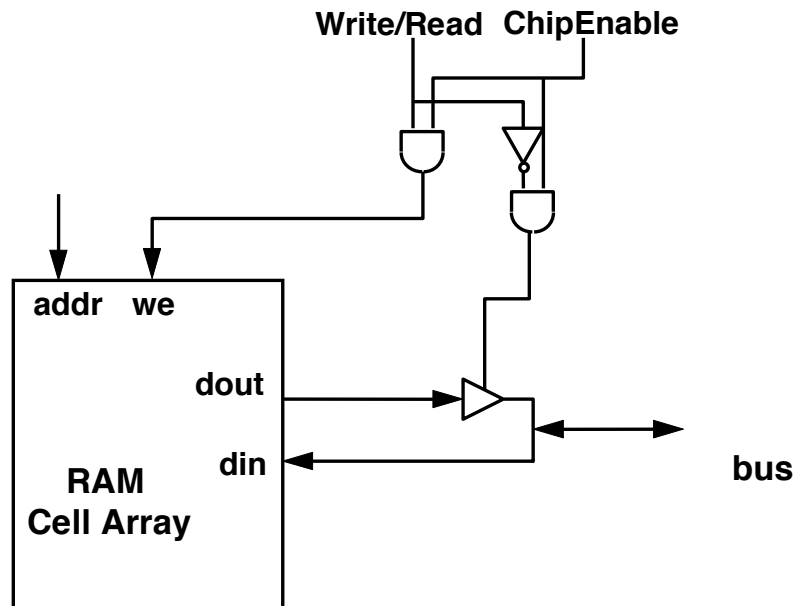 Write/Read ChipEnable
addr we
dout
din
RAM
Cell Array
bus